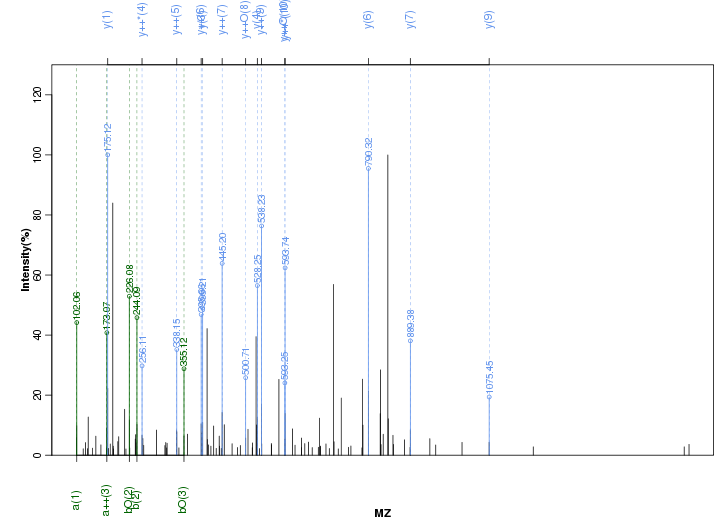 y(1)
y++*(4)
y++(5)
y++(7)
y++O(8)
y(4)
y++(9)
y(6)
y(7)
y(9)
120
100
80
60
40
20
0
Intensity(%)
102.06
173.07
175.12
226.08
244.09
256.11
338.15
355.12
445.20
500.71
528.25
538.23
593.25
593.74
790.32
889.38
1075.45
a(1)
a++(3)
bO(2)
b(2)
bO(3)
MZ